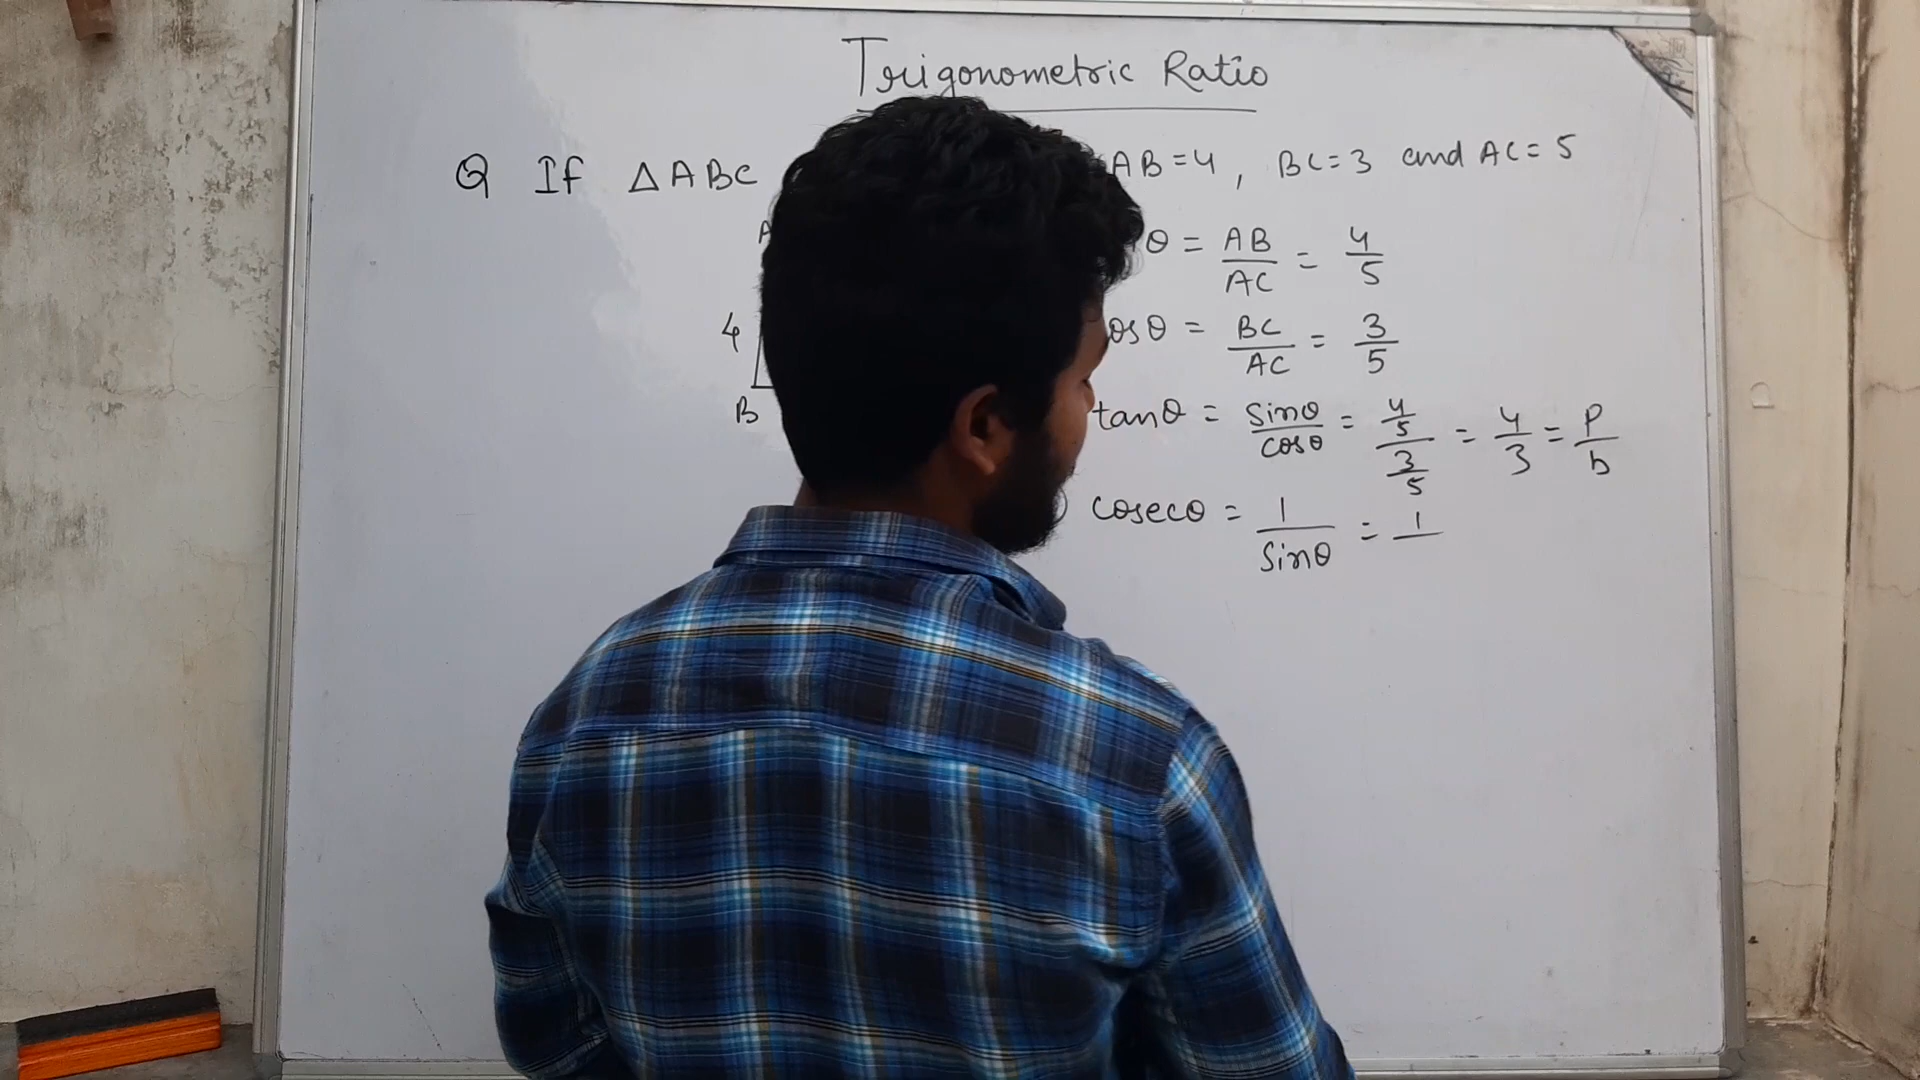 Trigonometric Ratio
Q If △ABC AB=4, BC=3 and AC=5
A
θ = AB/AC = 4/5
4
cosθ = BC/AC = 3/5
B
tanθ = sinθ/cosθ = 4/5 / 3/5 = 4/3 = P/b
cosecθ = 1/sinθ = 1/